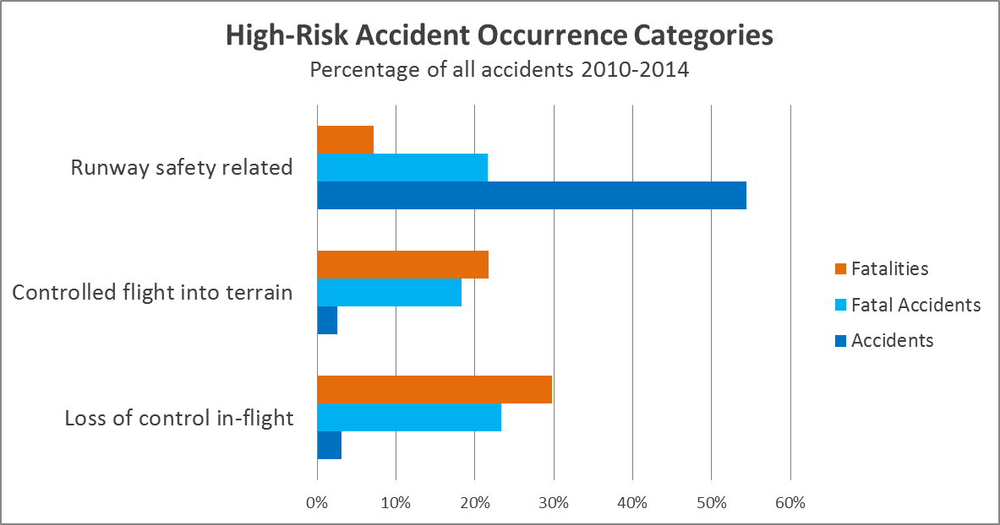 High-Risk Accident Occurrence Categories
Percentage of all accidents 2010-2014
Runway safety related
Controlled flight into terrain
Loss of control in-flight
Fatalities
Fatal Accidents
Accidents
0% 10% 20% 30% 40% 50% 60%